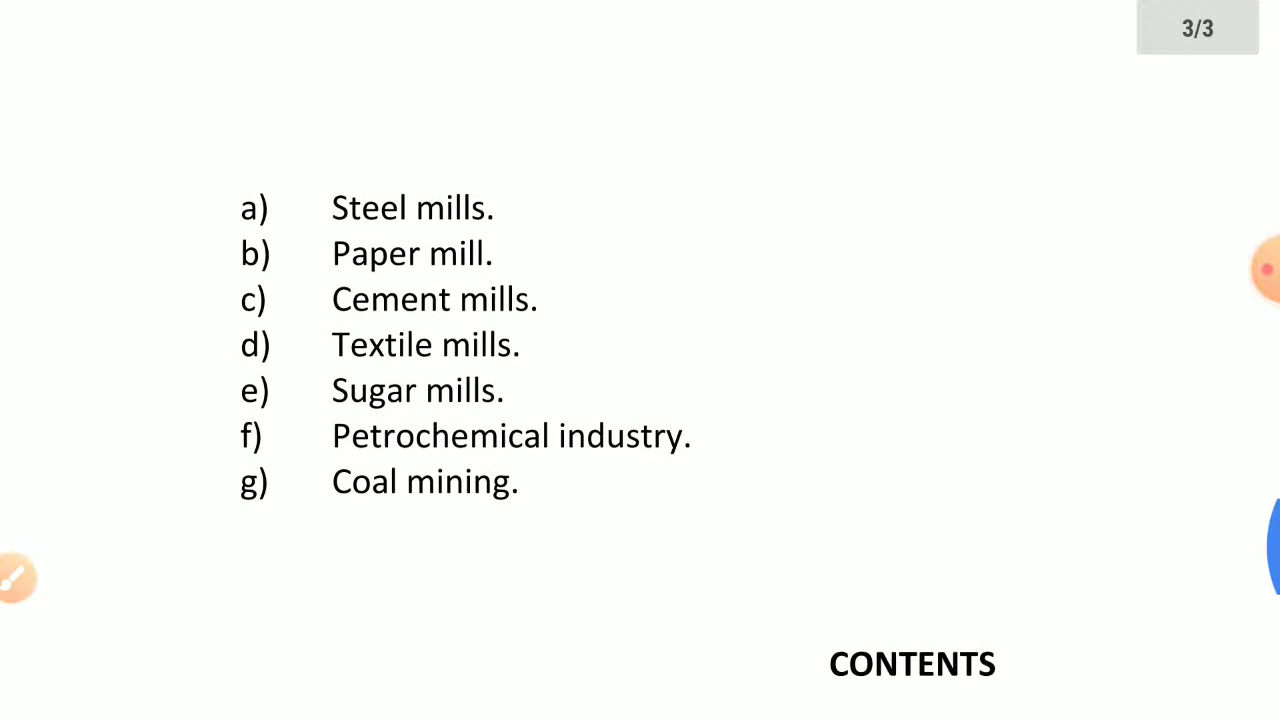 3/3
a) Steel mills.
b) Paper mill.
c) Cement mills.
d) Textile mills.
e) Sugar mills.
f) Petrochemical industry.
g) Coal mining.
CONTENTS